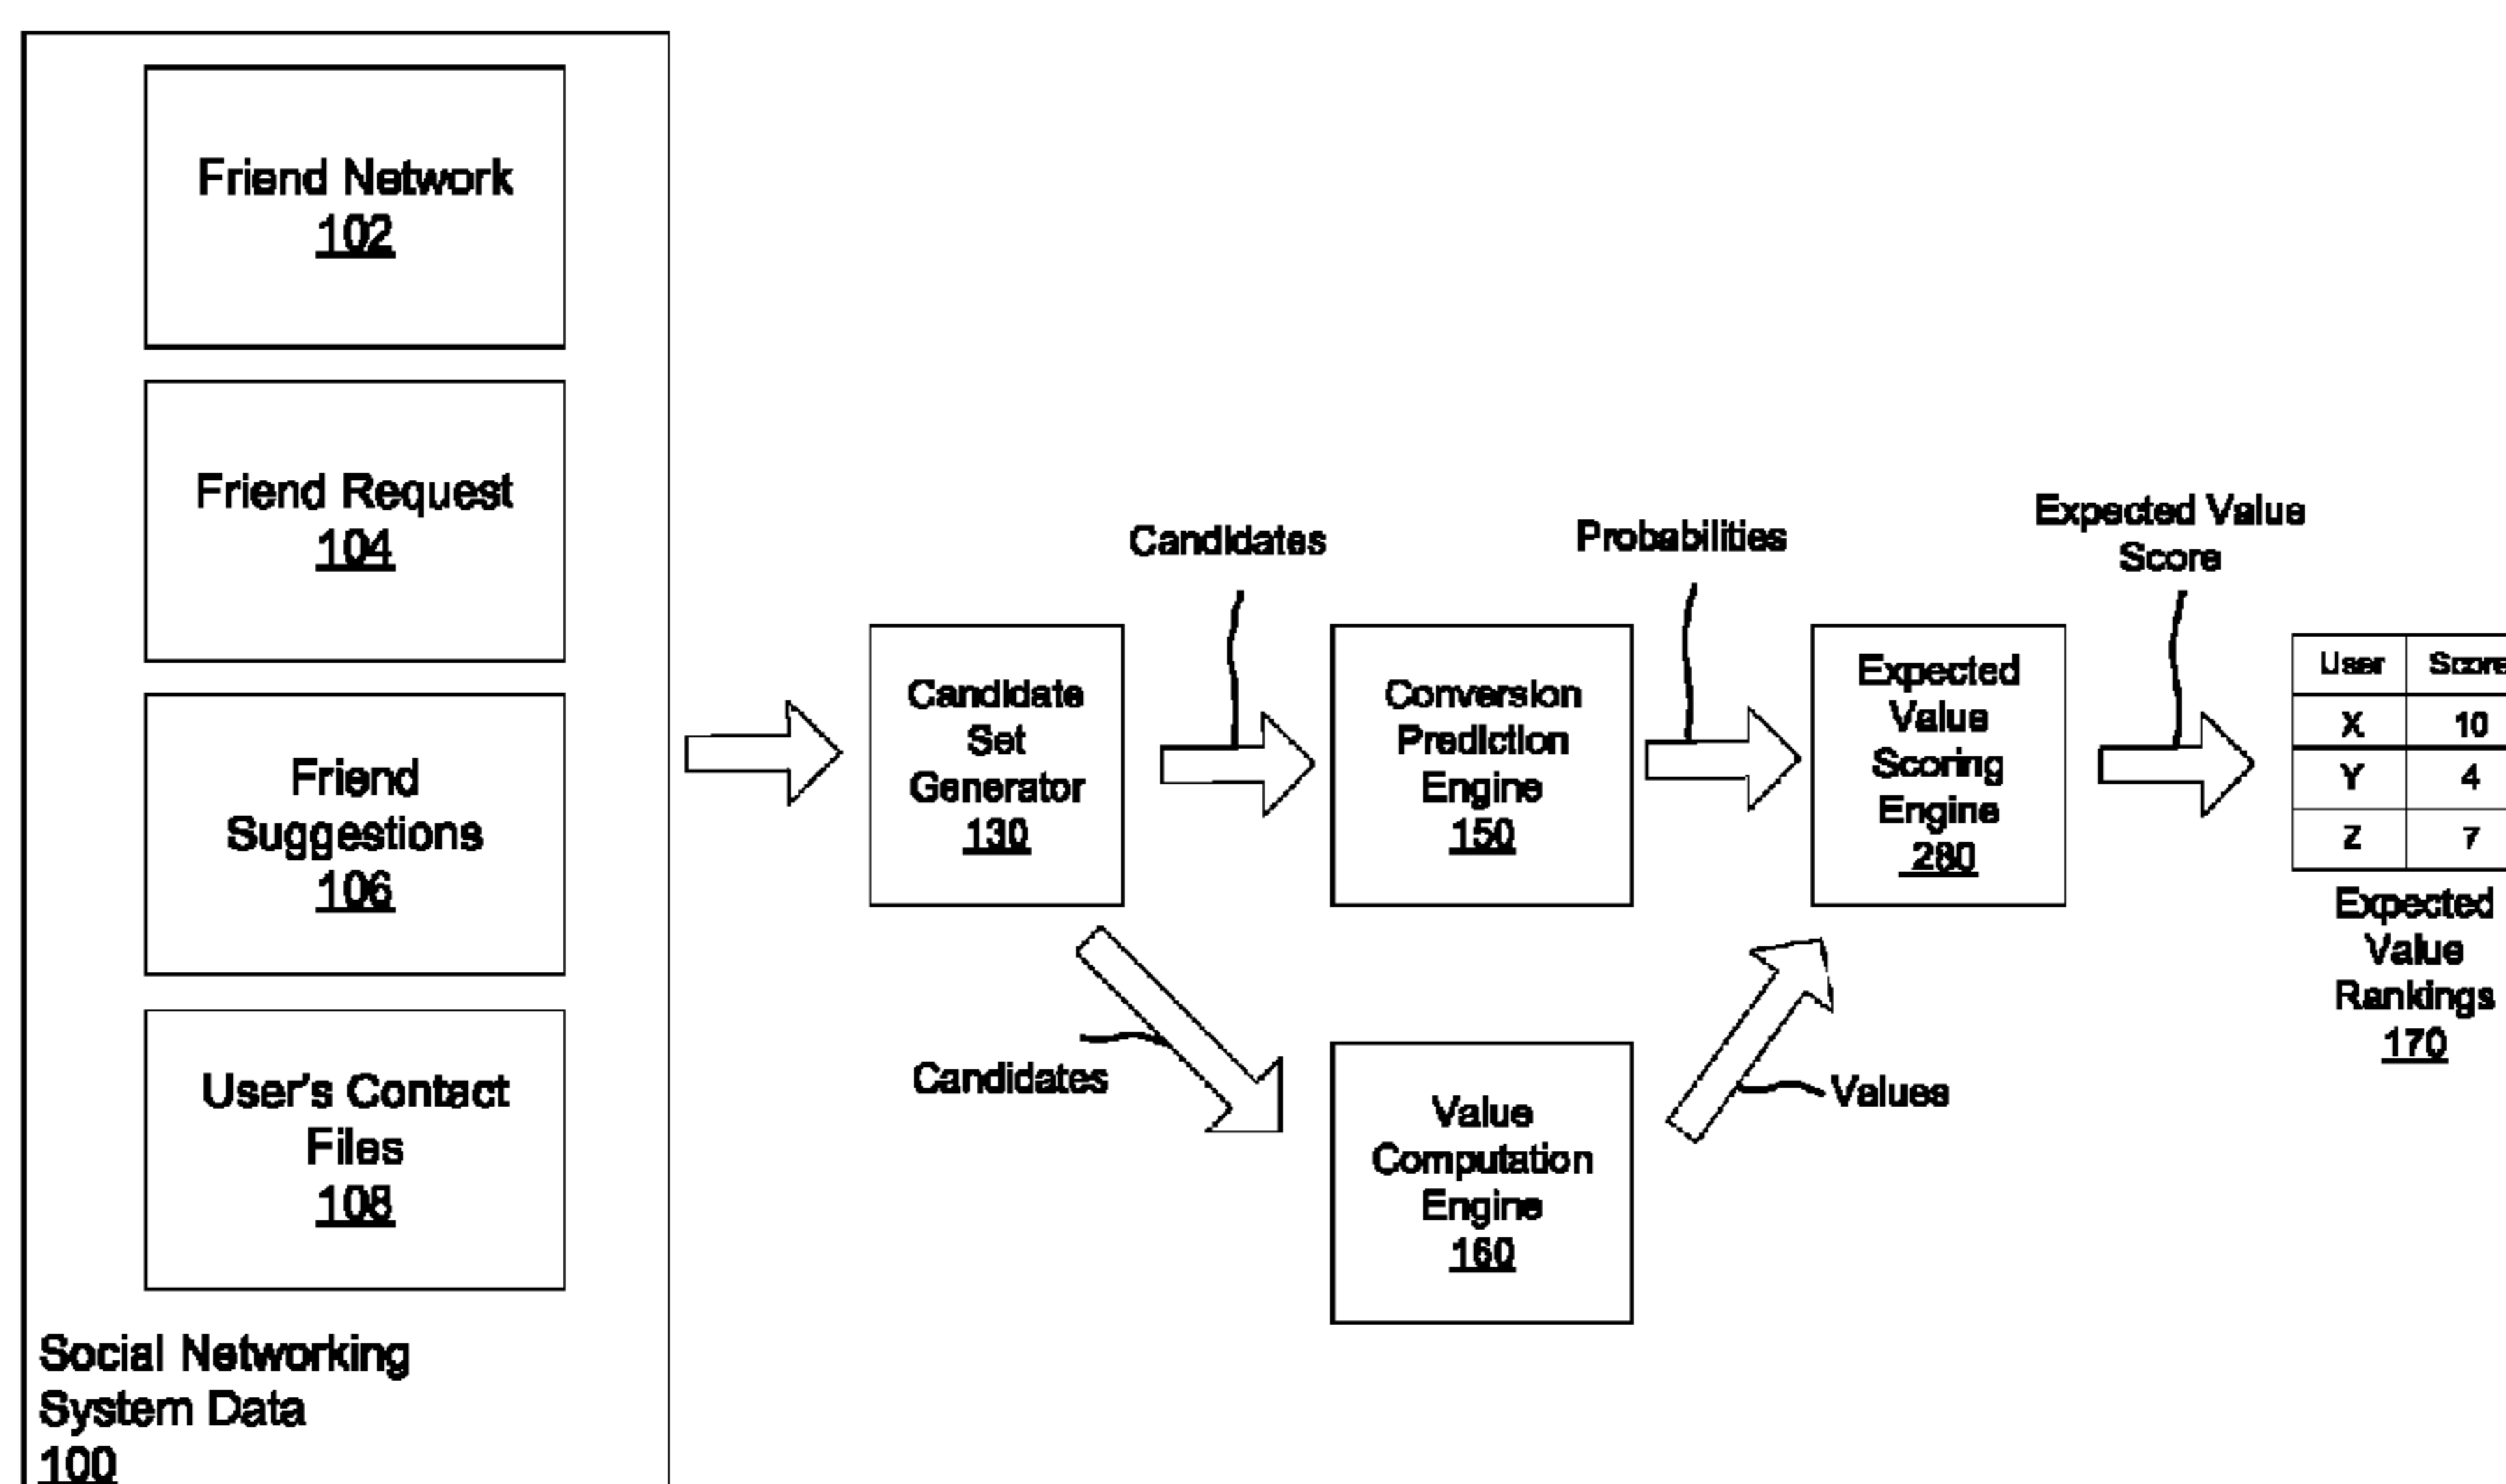 Friend Network
102
Friend Request
104
Friend
Suggestions
106
User's Contact
Files
108
Social Networking
System Data
100
Candidate
Set
Generator
130
Candidates
Candidates
Conversion
Prediction
Engine
150
Value
Computation
Engine
160
Probabilities
Values
Expected
Value
Scoring
Engine
280
Expected Value
Score
User Score
X 10
Y 4
Z 7
Expected
Value
Rankings
170